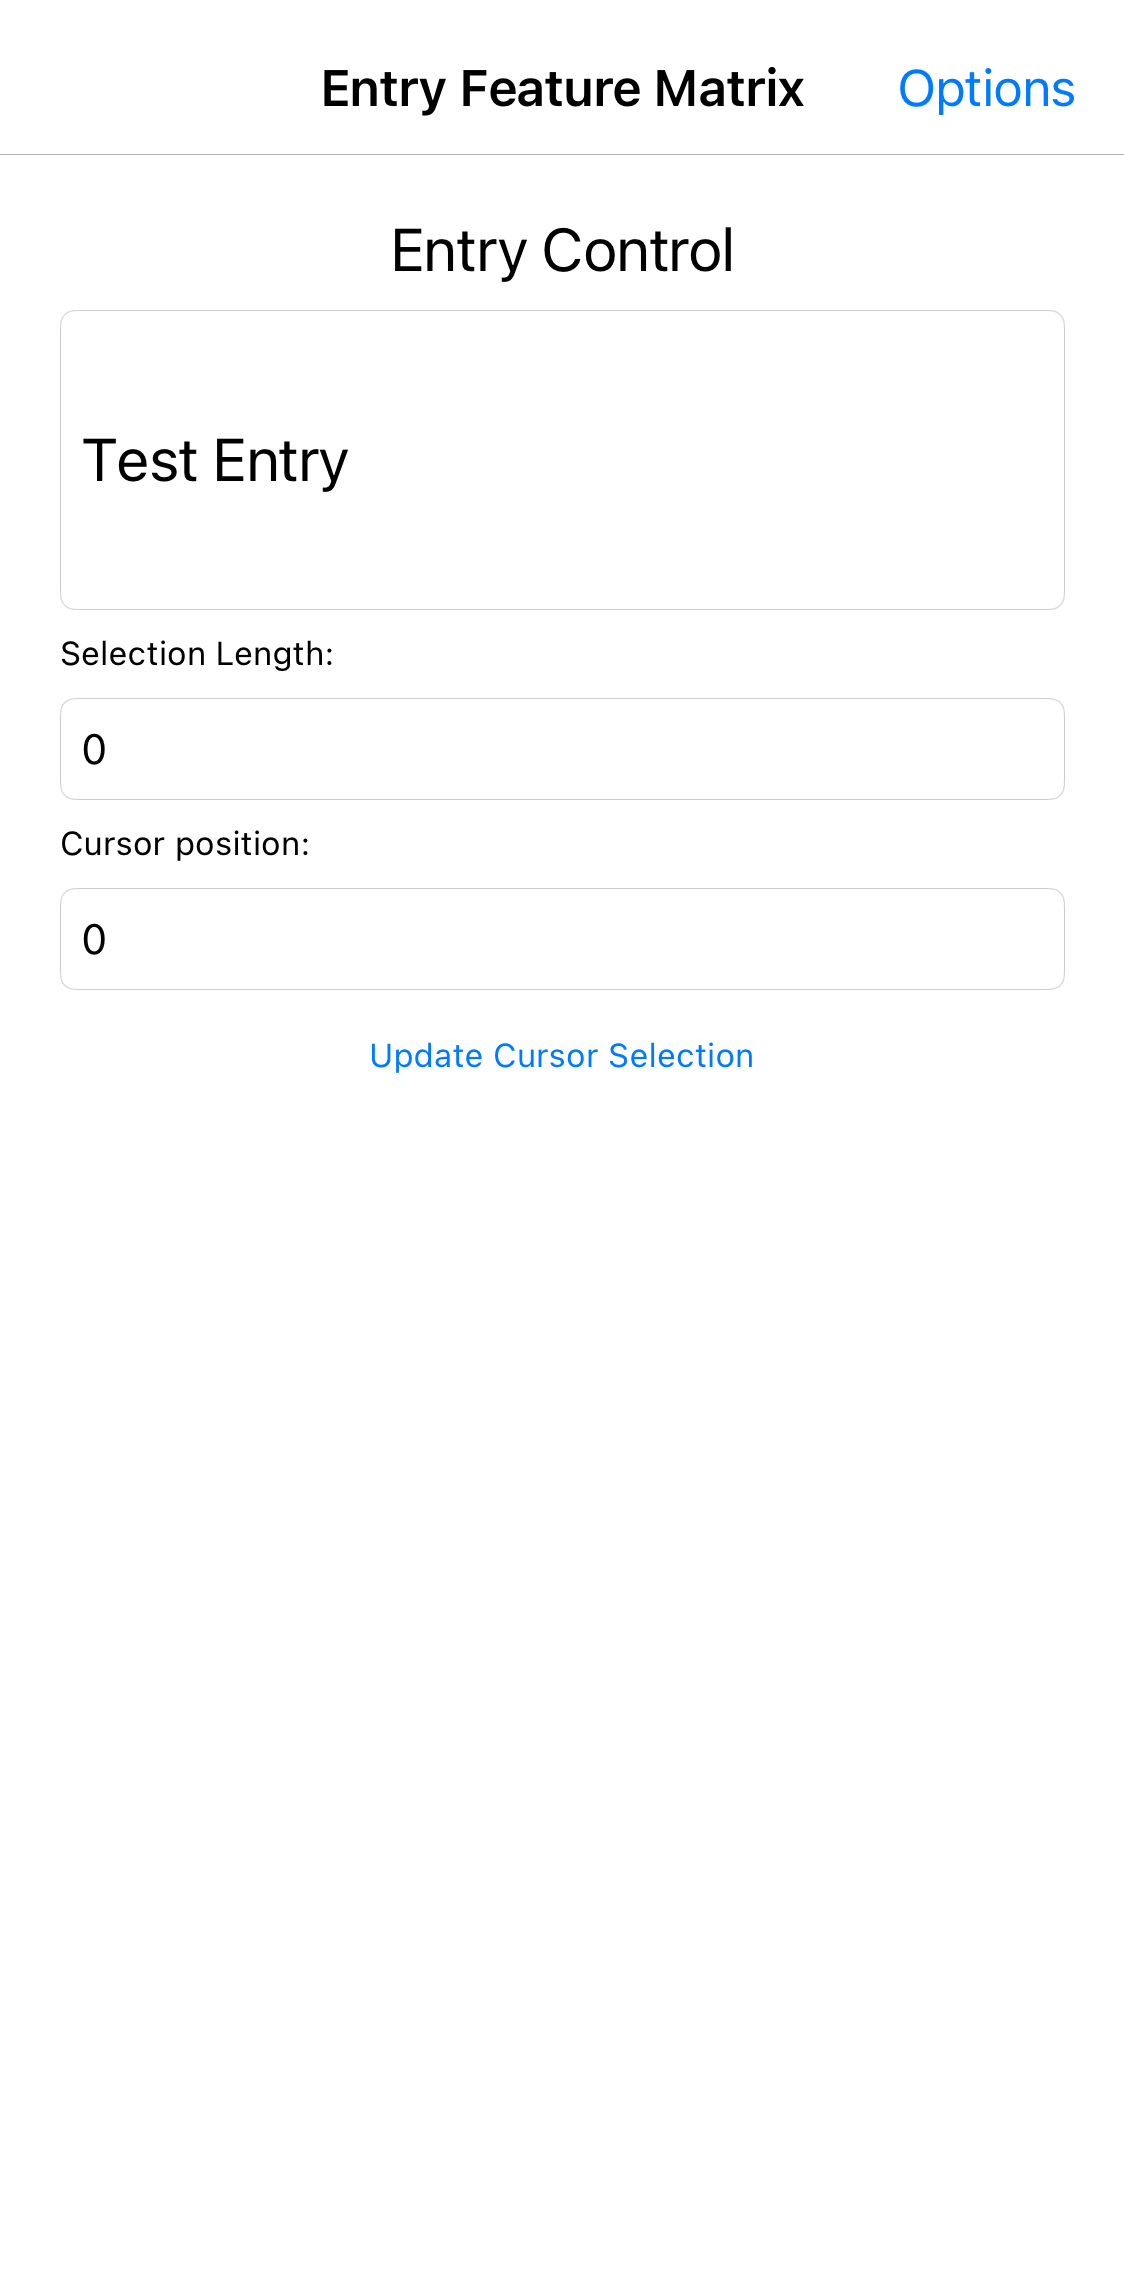 Entry Feature Matrix
Options
Entry Control
Test Entry
Selection Length:
0
Cursor position:
0
Update Cursor Selection